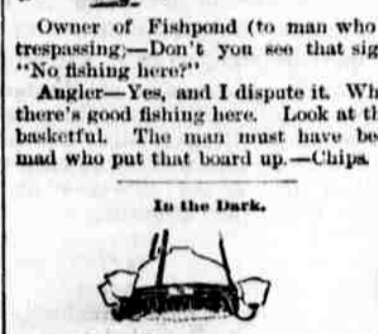 Owner of Fishpond (to man who
trespassing)—Don't you see that sig
"No fishing here?"
Angler—Yes, and I dispute it. Wh
there's good fishing here. Look at th
basketful. The man must have be
mad who put that board up.—Chips
In the Dark.